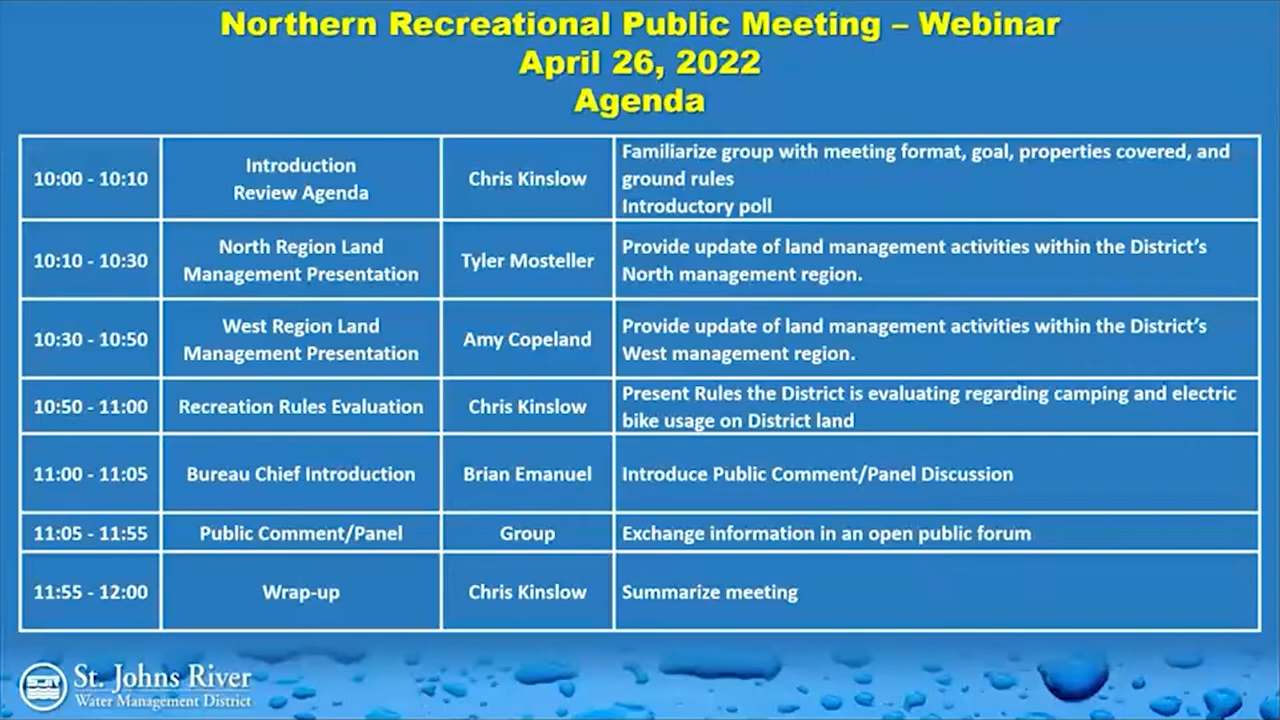 Northern Recreational Public Meeting – Webinar
April 26, 2022
Agenda
10:00 - 10:10
Introduction
Review Agenda
Chris Kinslow
Familiarize group with meeting format, goal, properties covered, and
ground rules
Introductory poll
10:10 - 10:30
North Region Land
Management Presentation
Tyler Mosteller
Provide update of land management activities within the District's
North management region.
10:30 - 10:50
West Region Land
Management Presentation
Amy Copeland
Provide update of land management activities within the District's
West management region.
10:50 - 11:00
Recreation Rules Evaluation
Chris Kinslow
Present Rules the District is evaluating regarding camping and electric
bike usage on District land
11:00 - 11:05
Bureau Chief Introduction
Brian Emanuel
Introduce Public Comment/Panel Discussion
11:05 - 11:55
Public Comment/Panel
Group
Exchange information in an open public forum
11:55 - 12:00
Wrap-up
Chris Kinslow
Summarize meeting
St. Johns River
Water Management District